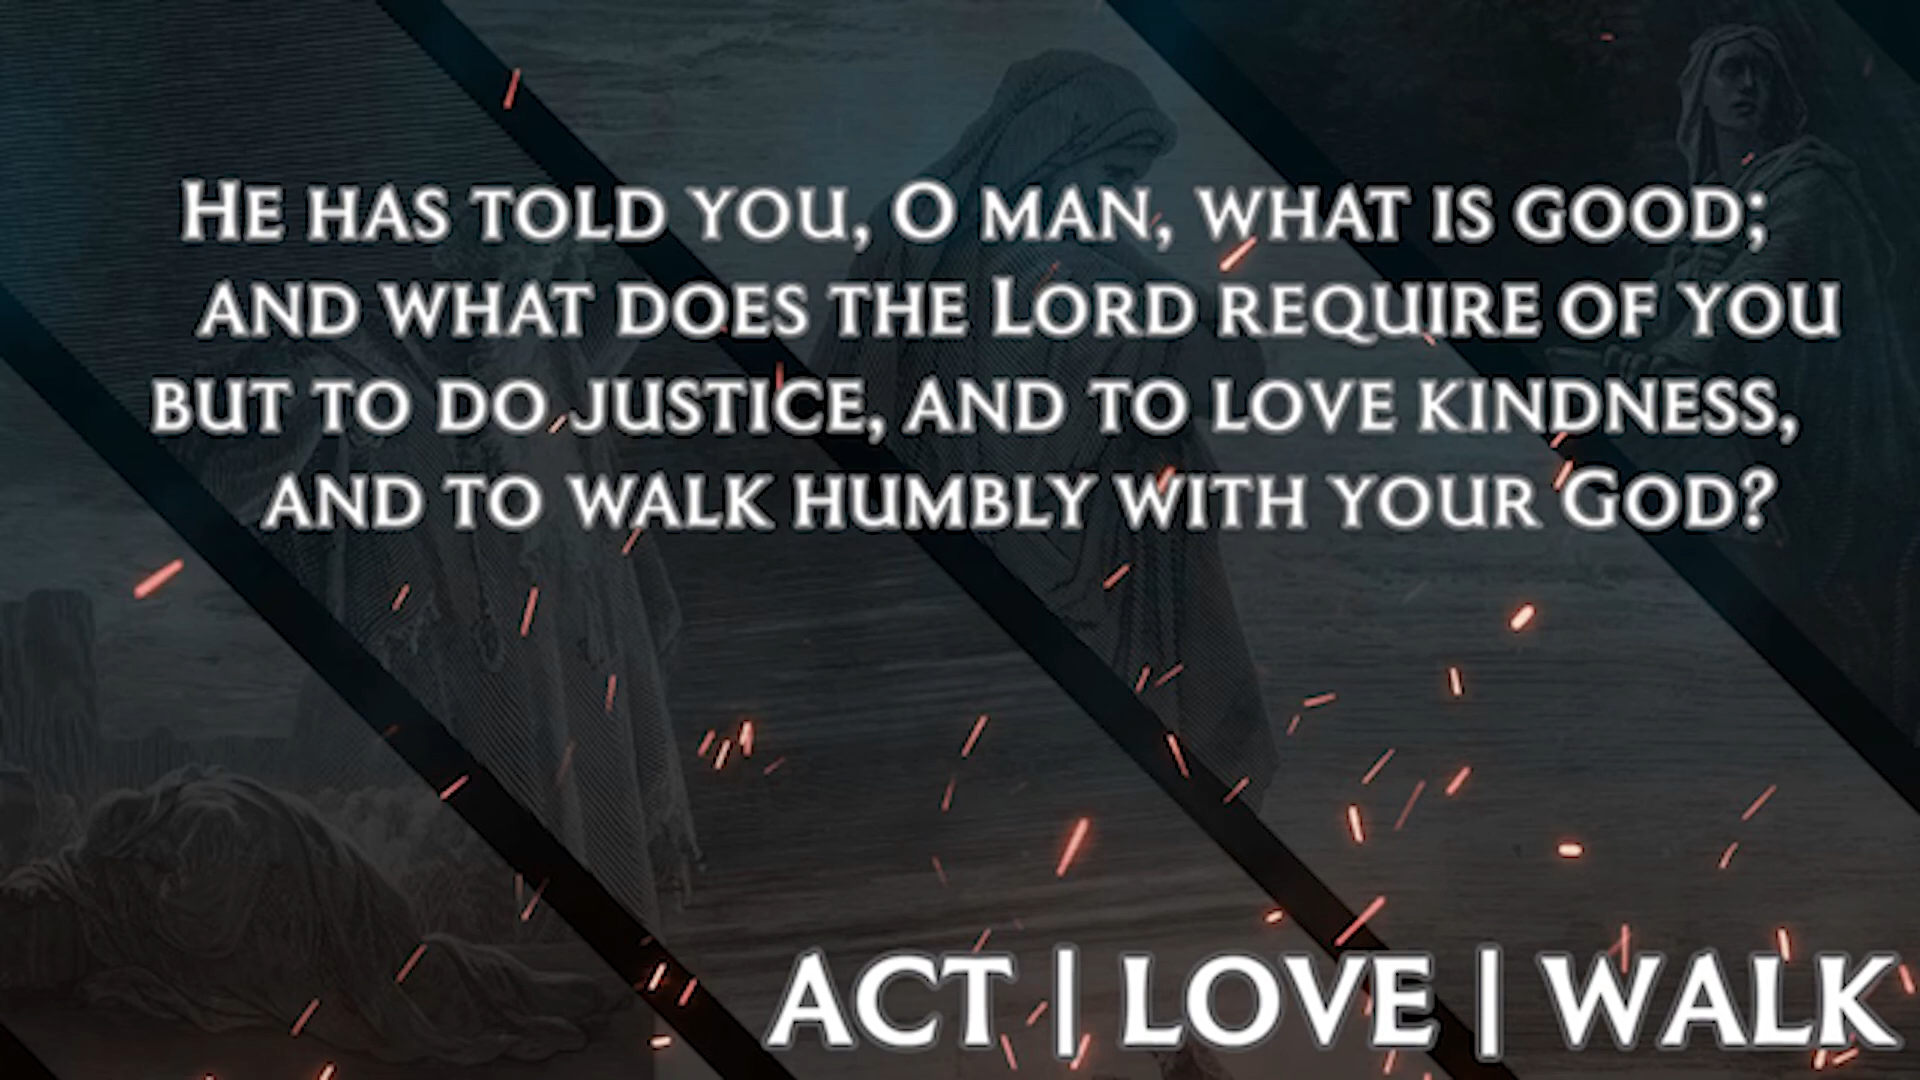 He has told you, O man, what is good;
and what does the Lord require of you
but to do justice, and to love kindness,
and to walk humbly with your God?
ACT | LOVE | WALK